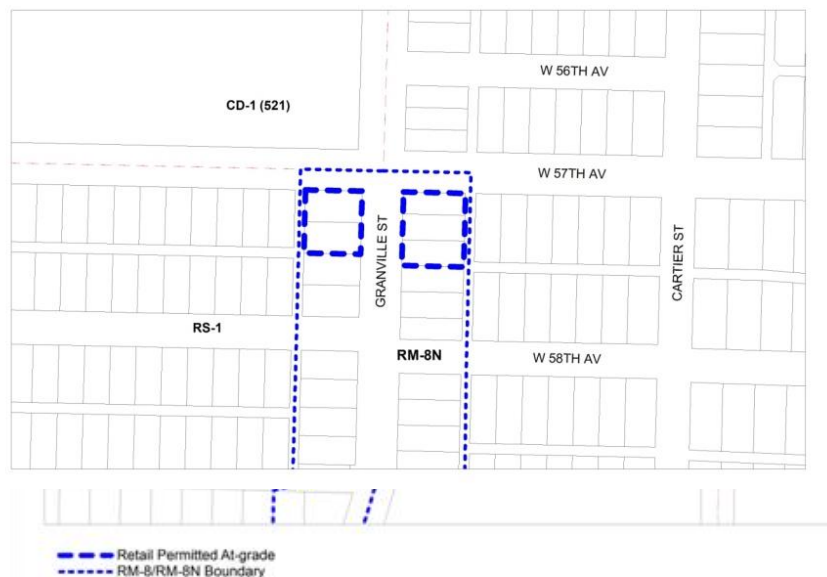 W 56TH AV
CD-1 (521)
W 57TH AV
GRANVILLE ST
CARTIER ST
RS-1
RM-8N
W 58TH AV
Retail Permitted At-grade
RM-8/RM-8N Boundary